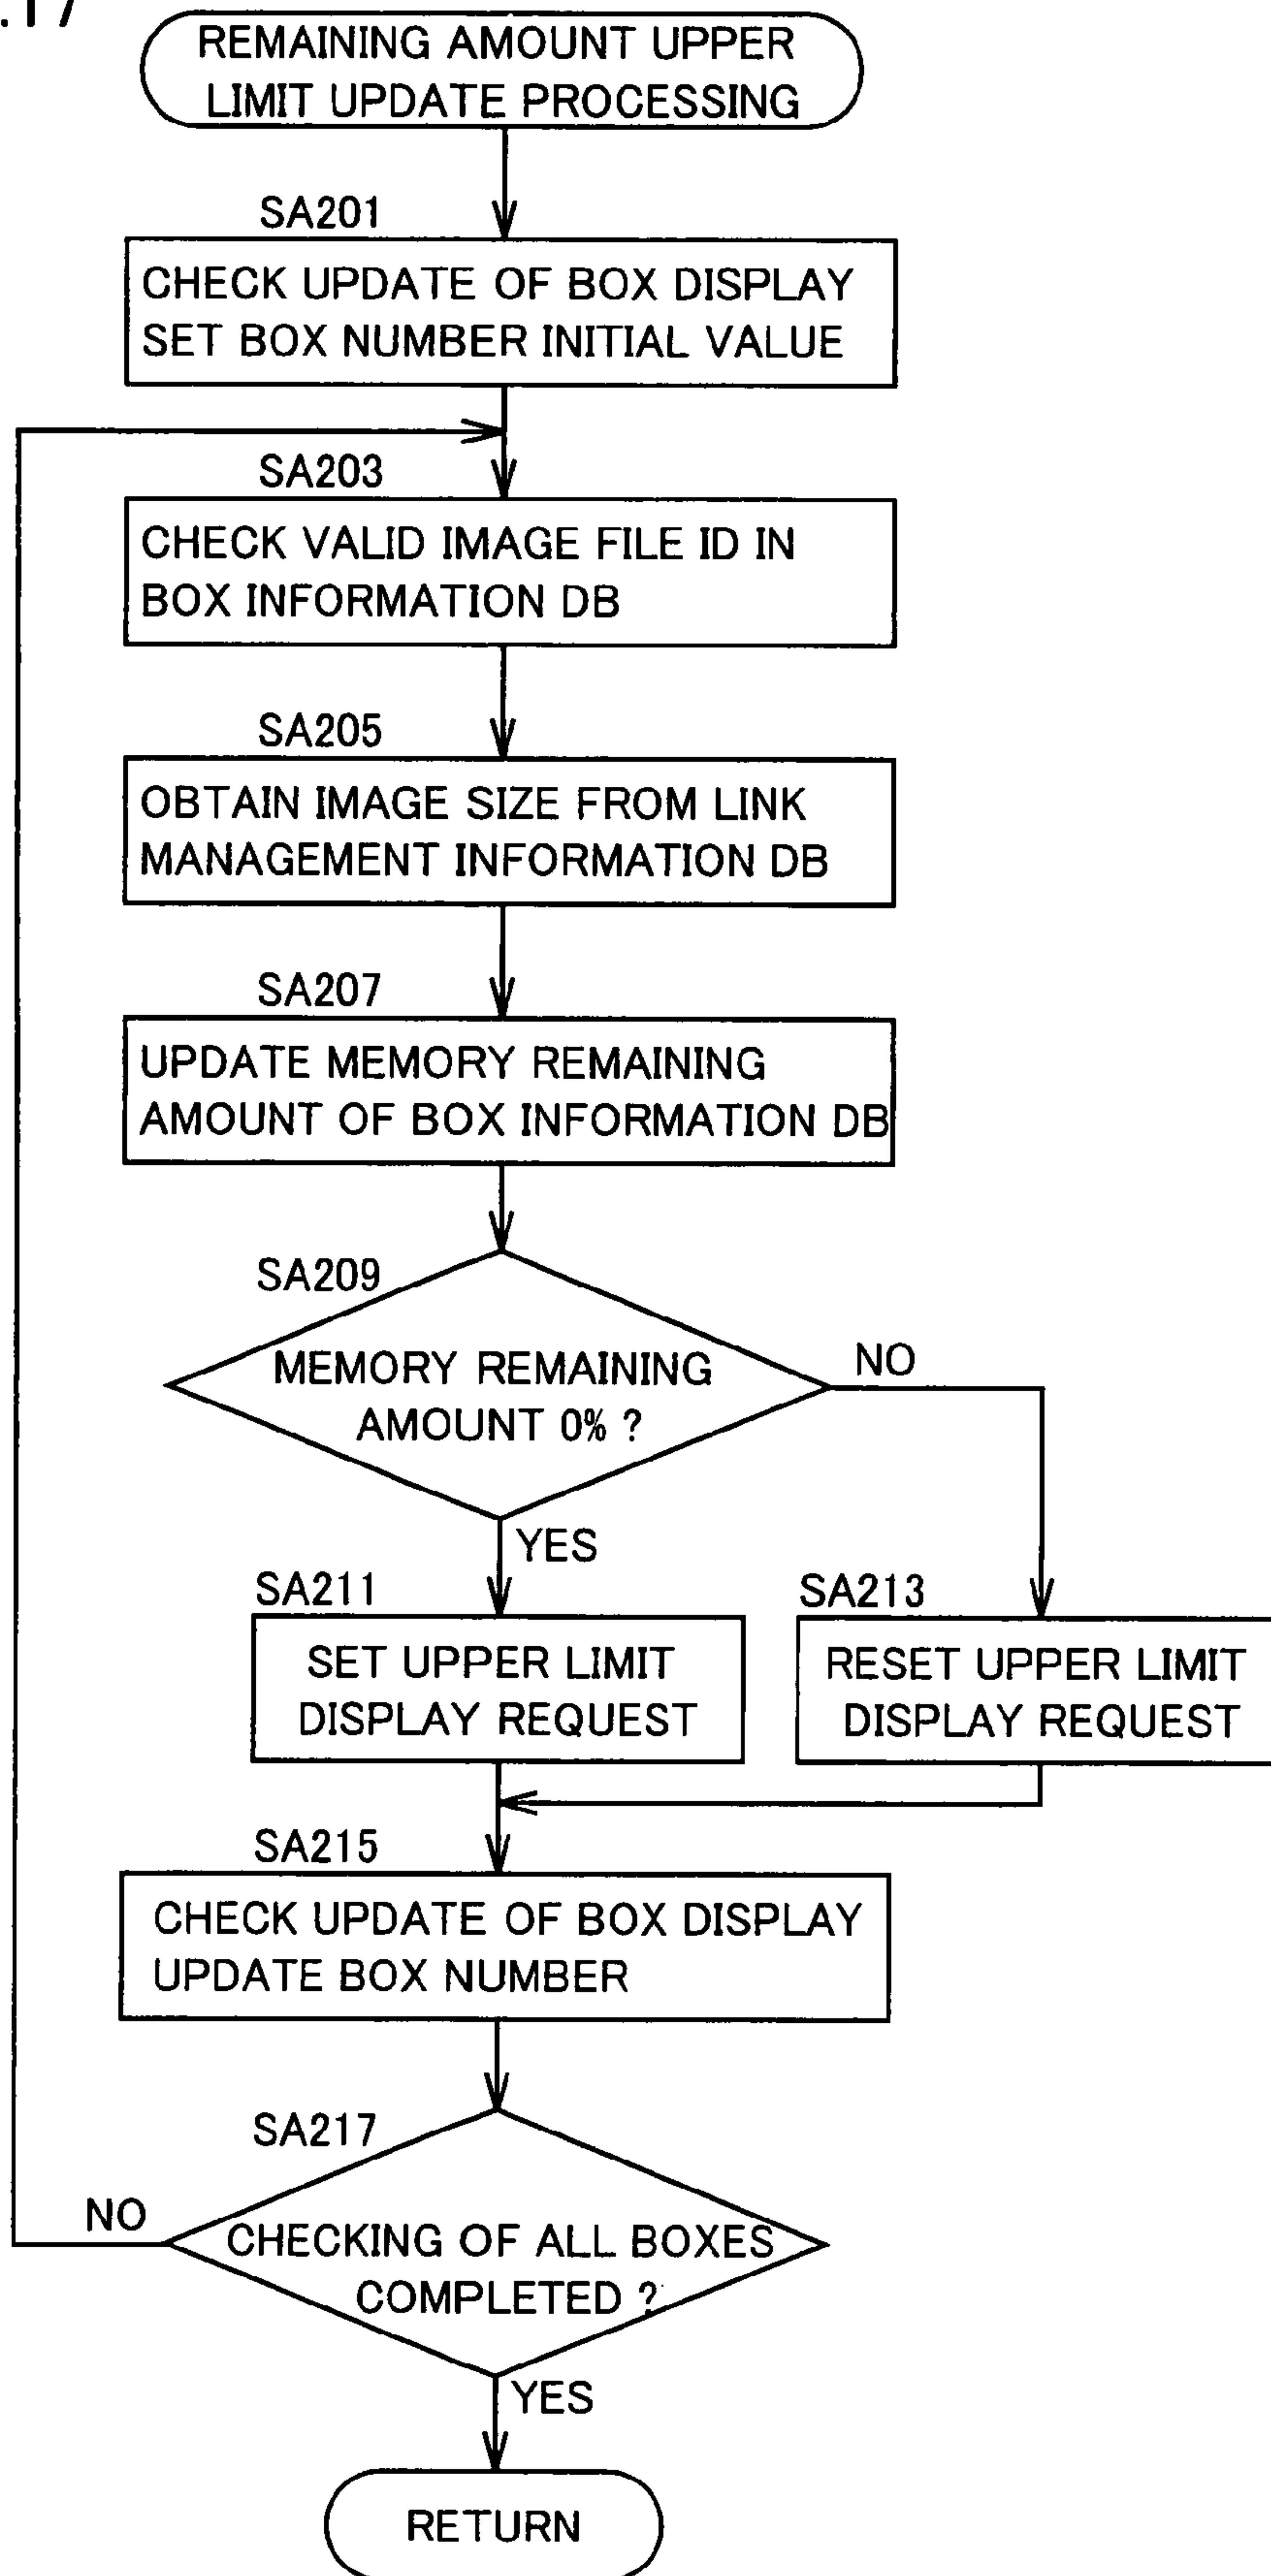 .17
REMAINING AMOUNT UPPER
LIMIT UPDATE PROCESSING
SA201
CHECK UPDATE OF BOX DISPLAY
SET BOX NUMBER INITIAL VALUE
SA203
CHECK VALID IMAGE FILE ID IN
BOX INFORMATION DB
SA205
OBTAIN IMAGE SIZE FROM LINK
MANAGEMENT INFORMATION DB
SA207
UPDATE MEMORY REMAINING
AMOUNT OF BOX INFORMATION DB
SA209
MEMORY REMAINING
AMOUNT 0% ?
NO
YES
SA211
SET UPPER LIMIT
DISPLAY REQUEST
SA213
RESET UPPER LIMIT
DISPLAY REQUEST
SA215
CHECK UPDATE OF BOX DISPLAY
UPDATE BOX NUMBER
SA217
NO
CHECKING OF ALL BOXES
COMPLETED ?
YES
RETURN